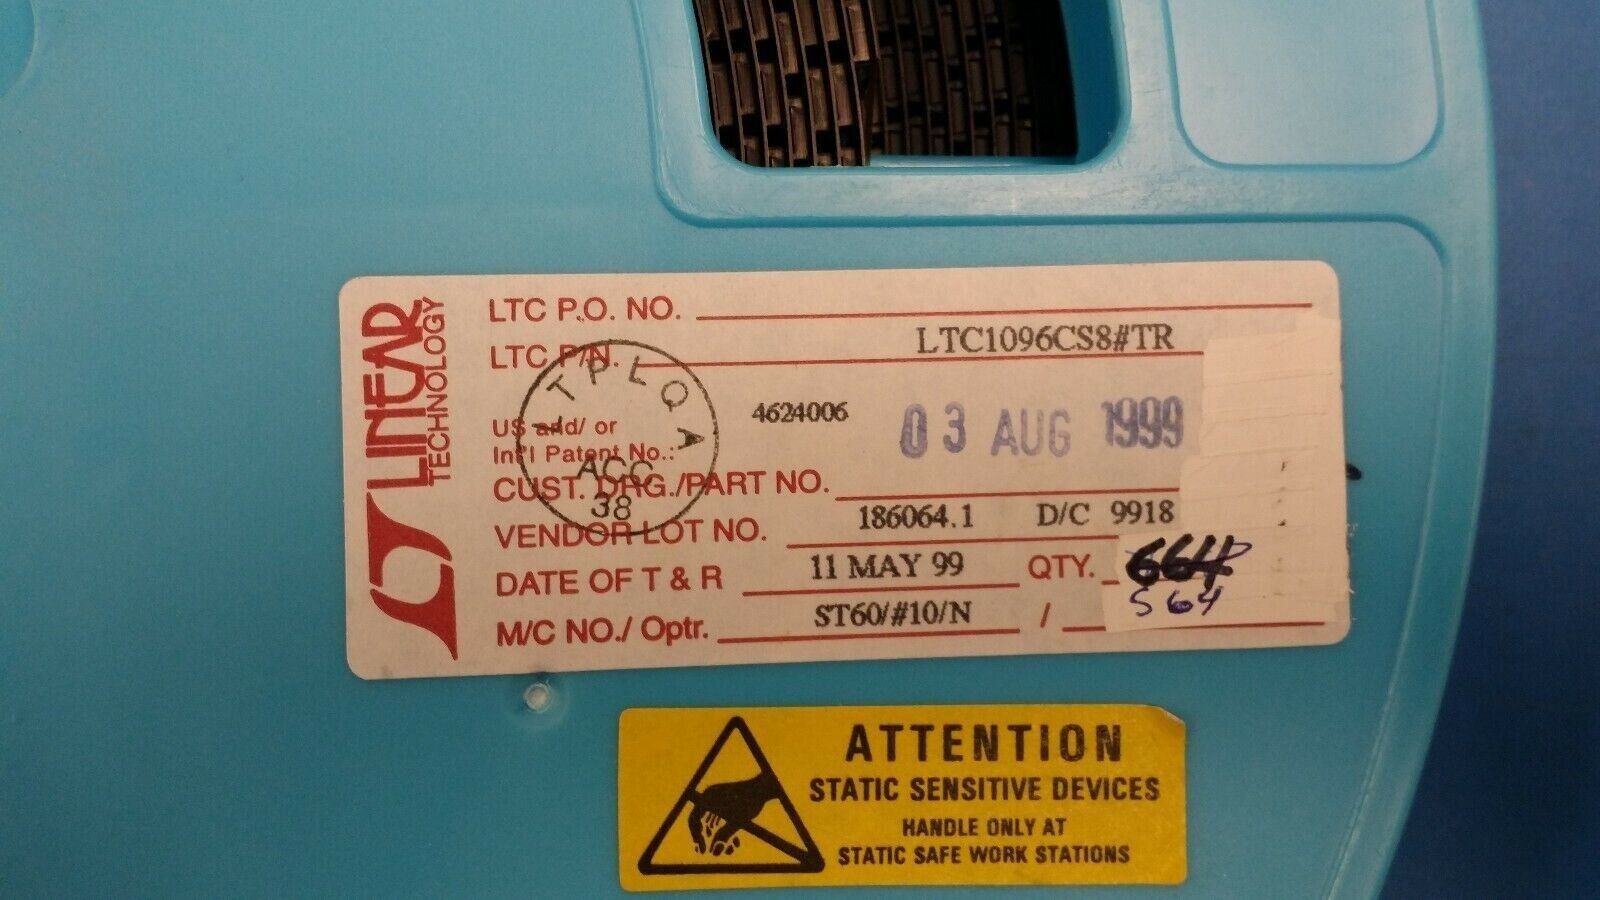 LINEAR
TECHNOLOGY
LTC P.O. NO.
LTC P/N. LTC1096CS8#TR
US and/ or 4624006
Int'l Patent No.:
03 AUG 1999
LTPLQA
ACC
38
CUST. DRG./PART NO.
VENDOR LOT NO. 186064.1 D/C 9918
DATE OF T & R 11 MAY 99 QTY. 664
564
M/C NO./ Optr. ST60/#10/N /
ATTENTION
STATIC SENSITIVE DEVICES
HANDLE ONLY AT
STATIC SAFE WORK STATIONS